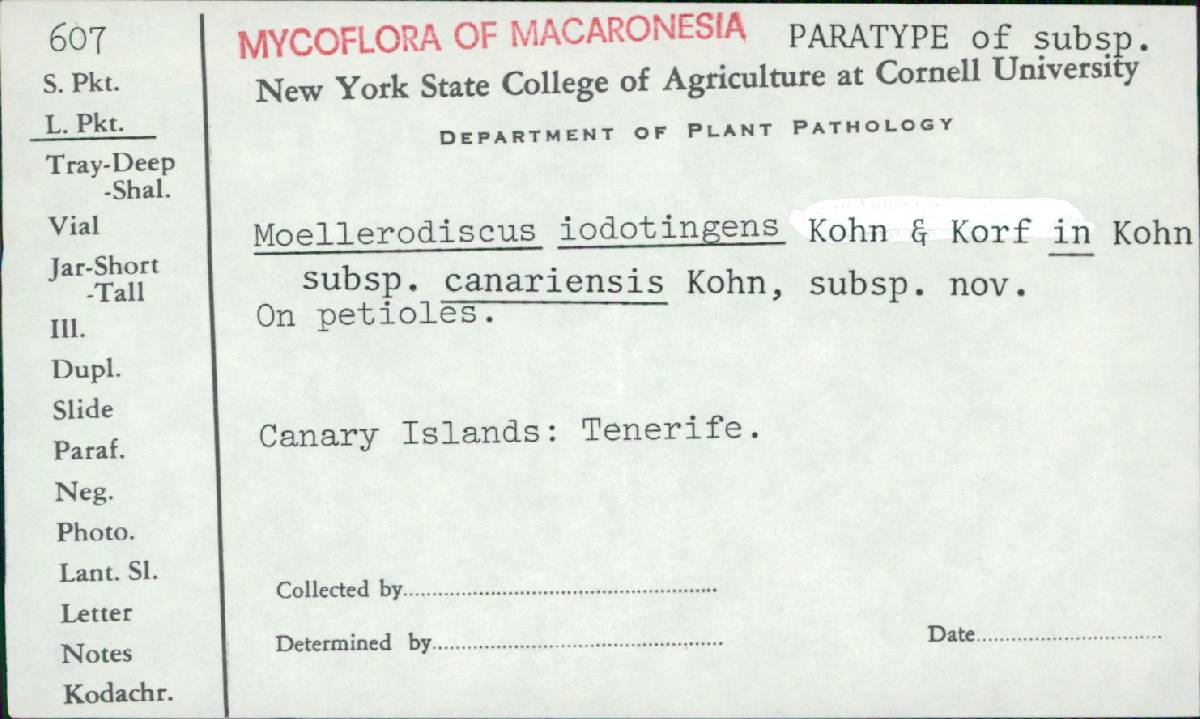 607
S. Pkt.
L. Pkt.
Tray-Deep
-Shal.
Vial
Jar-Short
-Tall
Ill.
Dupl.
Slide
Paraf.
Neg.
Photo.
Lant. Sl.
Letter
Notes
Kodachr.
MYCOFLORA OF MACARONESIA PARATYPE of subsp.
New York State College of Agriculture at Cornell University
DEPARTMENT OF PLANT PATHOLOGY
Moellerodiscus iodotingens Kohn & Korf in Kohn
subsp. canariensis Kohn, subsp. nov.
On petioles.
Canary Islands: Tenerife.
Collected by
Determined by
Date